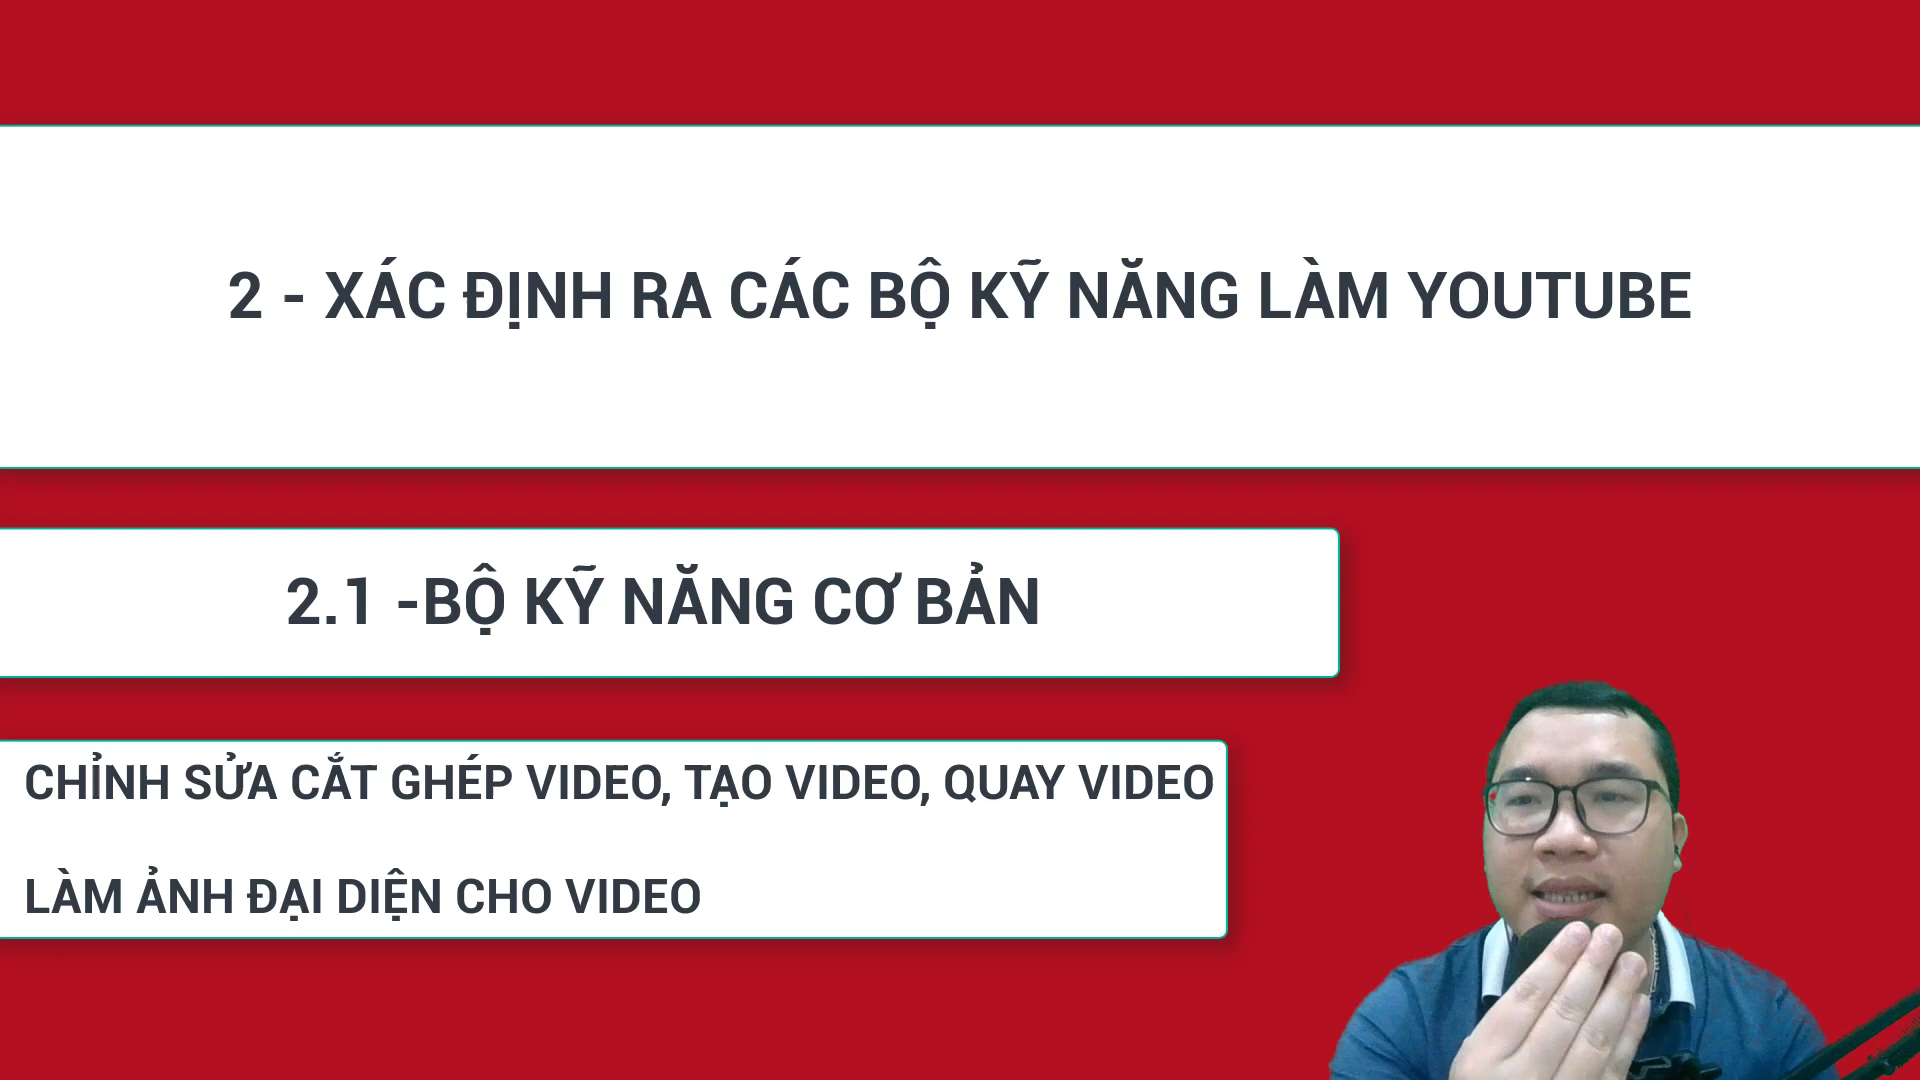 2 - XÁC ĐỊNH RA CÁC BỘ KỸ NĂNG LÀM YOUTUBE
2.1 -BỘ KỸ NĂNG CƠ BẢN
CHỈNH SỬA CẮT GHÉP VIDEO, TẠO VIDEO, QUAY VIDEO
LÀM ẢNH ĐẠI DIỆN CHO VIDEO